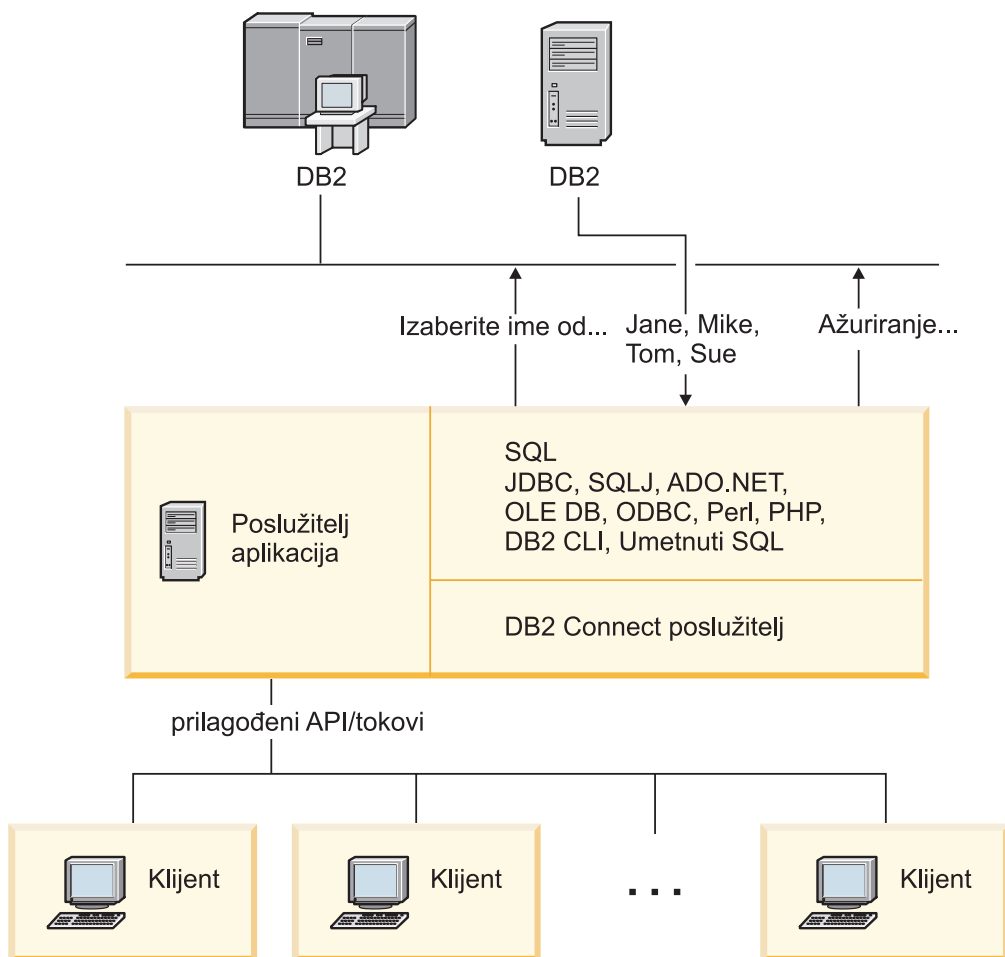 DB2
DB2
Izaberite ime od...
Jane, Mike,
Tom, Sue
Ažuriranje...
Poslužitelj
aplikacija
SQL
JDBC, SQLJ, ADO.NET,
OLE DB, ODBC, Perl, PHP,
DB2 CLI, Umetnuti SQL
DB2 Connect poslužitelj
prilagođeni API/tokovi
Klijent
Klijent
...
Klijent